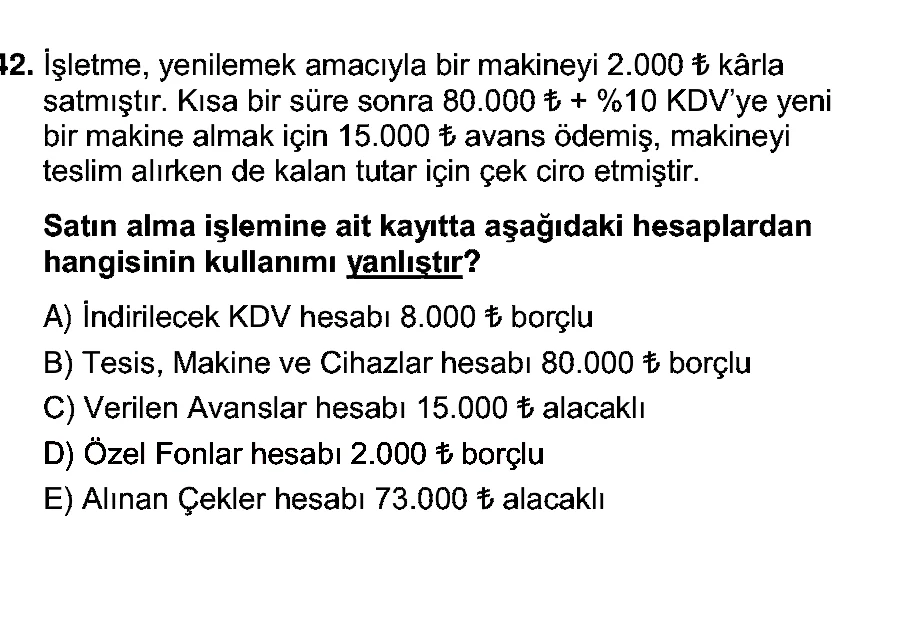 42. İşletme, yenilemek amacıyla bir makineyi 2.000 ₺ kârla
satmıştır. Kısa bir süre sonra 80.000 ₺ + %10 KDV’ye yeni
bir makine almak için 15.000 ₺ avans ödemiş, makineyi
teslim alırken de kalan tutar için çek ciro etmiştir.
Satın alma işlemine ait kayıtta aşağıdaki hesaplardan
hangisinin kullanımı yanlıştır?
A) İndirilecek KDV hesabı 8.000 ₺ borçlu
B) Tesis, Makine ve Cihazlar hesabı 80.000 ₺ borçlu
C) Verilen Avanslar hesabı 15.000 ₺ alacaklı
D) Özel Fonlar hesabı 2.000 ₺ borçlu
E) Alınan Çekler hesabı 73.000 ₺ alacaklı